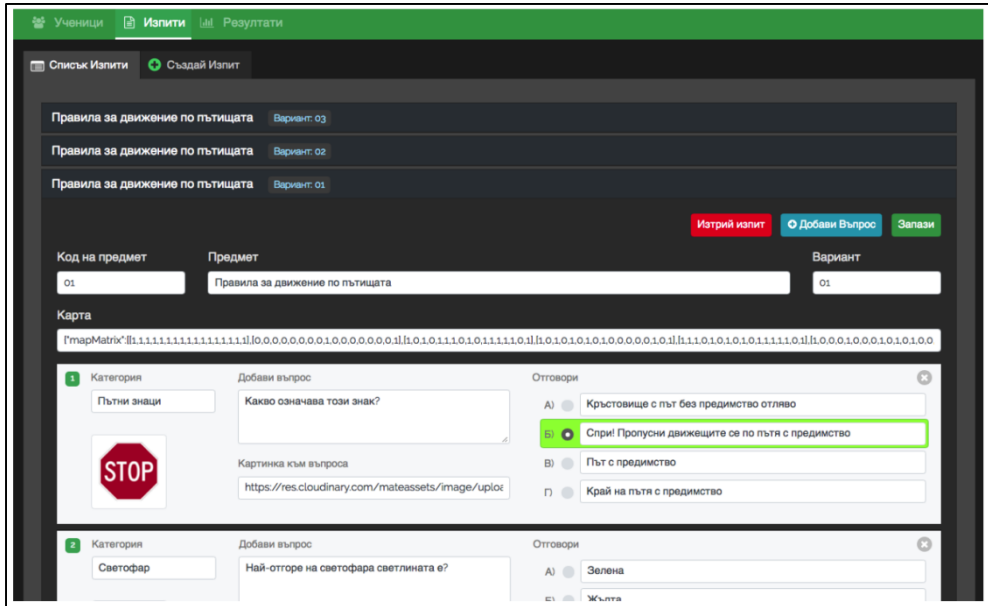 Ученици Изпити Резултати
Списък Изпити Създай Изпит
Правила за движение по пътищата Вариант: 03
Правила за движение по пътищата Вариант: 02
Правила за движение по пътищата Вариант: 01
Изтрий изпит Добави Въпрос Запази
Код на предмет Предмет Вариант
01 Правила за движение по пътищата 01
Карта
{"mapMatrix":[[1,1,1,1,1,1,1,1,1,1,1,1,1,1,1,1,1],[0,0,0,0,0,0,0,1,0,0,0,0,0,0,0,1],[1,0,1,0,1,1,1,0,1,0,1,1,1,1,1,0,1],[1,0,1,0,1,0,1,0,1,0,0,0,0,0,1,0,1],[1,1,1,0,1,0,1,0,1,0,1,1,1,1,1,0,1],[1,0,0,0,1,0,0,0,1,0,1,0,1,0,0
1 Категория Добави въпрос Отговори
Пътни знаци Какво означава този знак? А) Кръстовище с път без предимство отляво
Б) Спри! Пропусни движещите се по пътя с предимство
STOP Картинка към въпроса В) Път с предимство
https://res.cloudinary.com/mateassets/image/uploa Г) Край на пътя с предимство
2 Категория Добави въпрос Отговори
Светофар Най-отгоре на светофара светлината е? А) Зелена
Б) Жълта